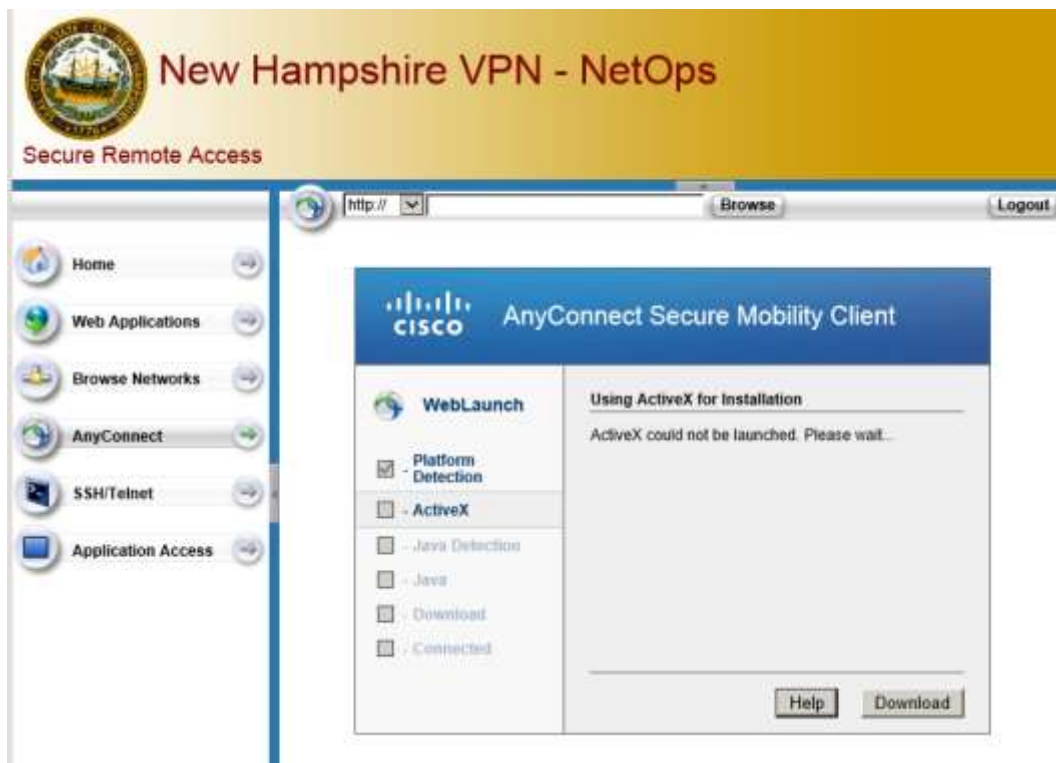 New Hampshire VPN - NetOps
Secure Remote Access
http://
Browse
Logout
Home
Web Applications
Browse Networks
AnyConnect
SSH/Telnet
Application Access
CISCO
AnyConnect Secure Mobility Client
WebLaunch
- Platform
Detection
- ActiveX
- Java Detection
- Java
- Download
- Connected
Using ActiveX for Installation
ActiveX could not be launched. Please wait...
Help
Download